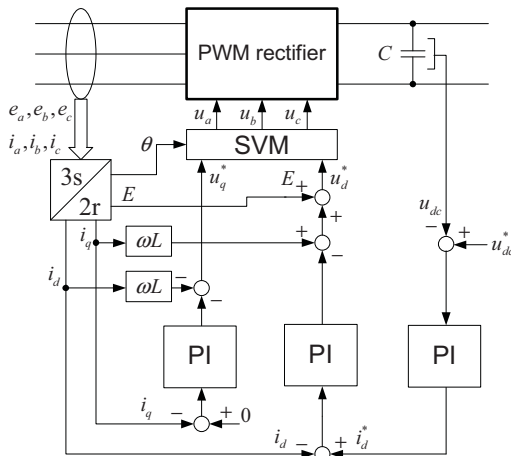 PWM rectifier
C
e_a, e_b, e_c
i_a, i_b, i_c
u_a u_b u_c
θ
SVM
3s
2r
E
u_q^*
E
+
u_d^*
+
u_dc
i_q
ωL
+
−
−
+
u_dc^*
i_d
ωL
−
−
PI
PI
PI
i_q
−
+
0
i_d
−
+
i_d^*